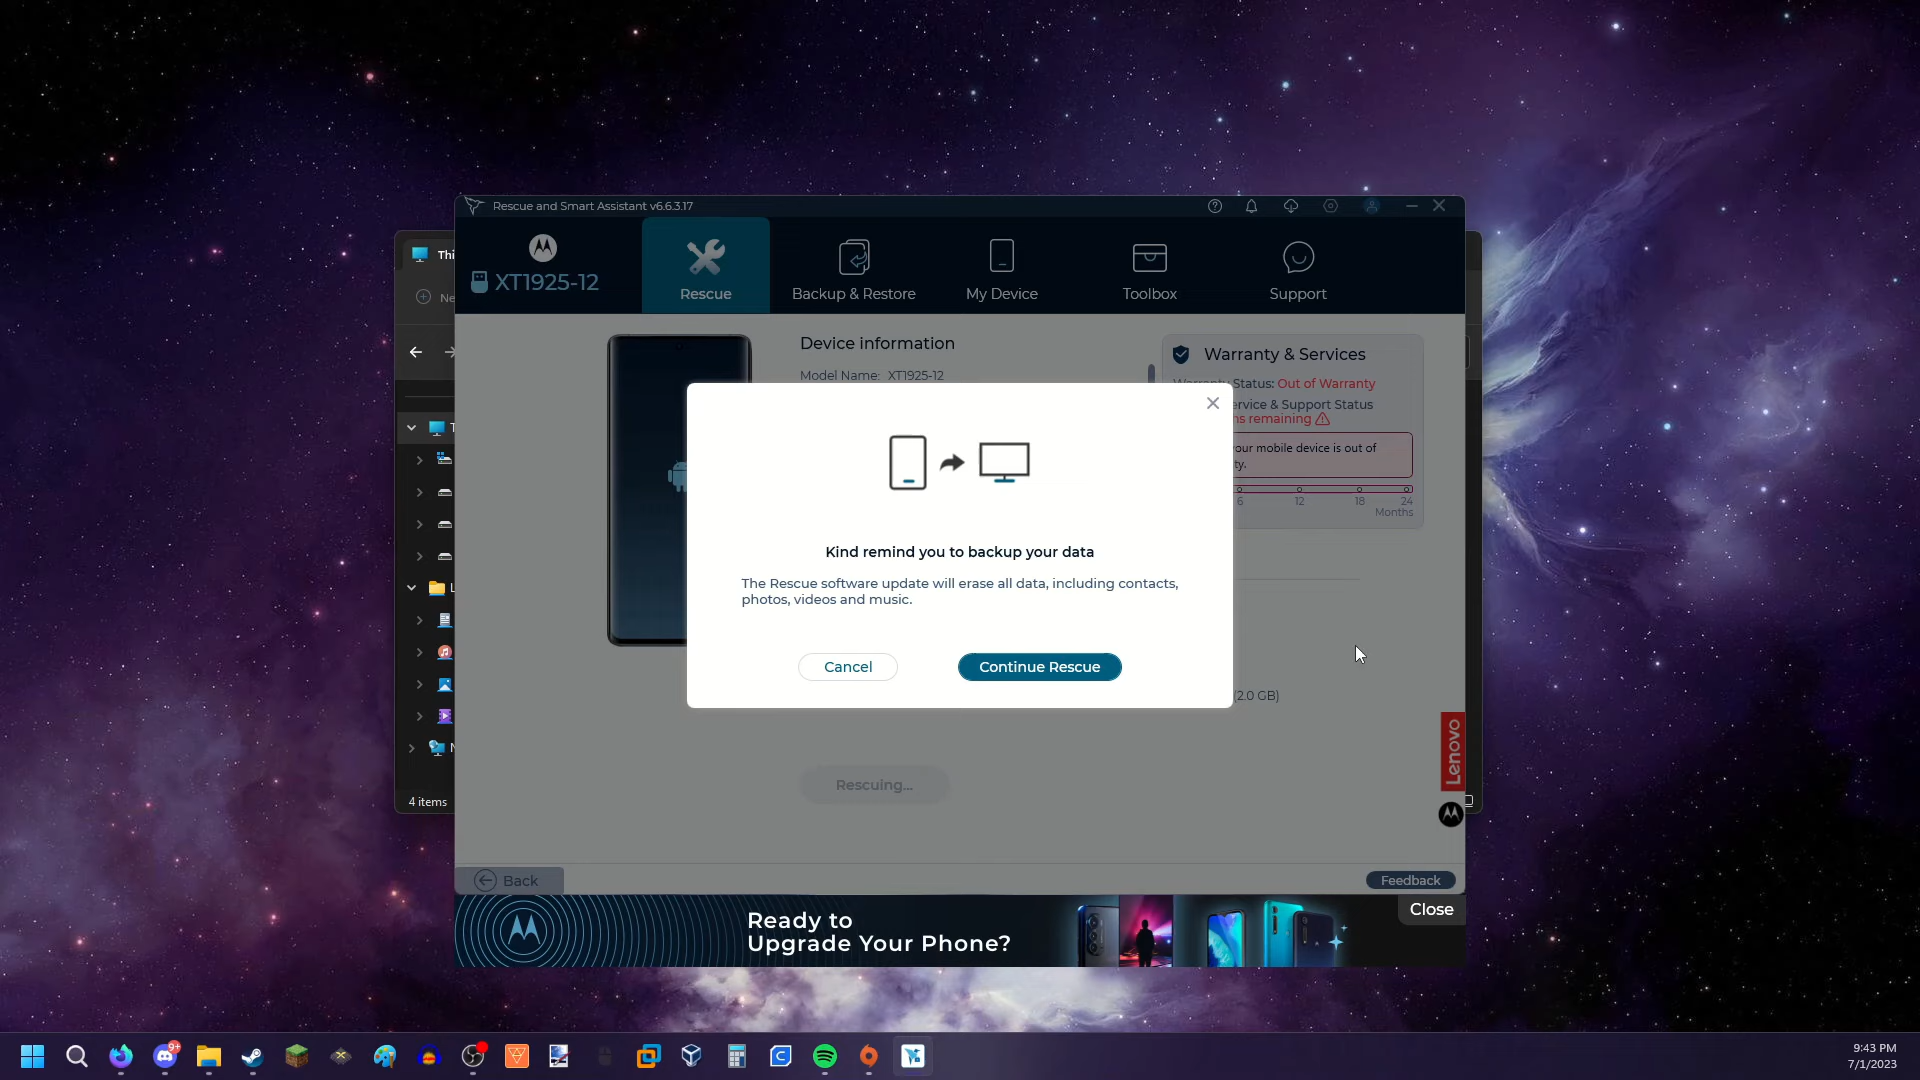 Rescue and Smart Assistant v6.6.3.17
XT1925-12
Rescue
Backup & Restore
My Device
Toolbox
Support
Device information
Model Name: XT1925-12
Warranty & Services
Warranty Status: Out of Warranty
ervice & Support Status
ns remaining
our mobile device is out of
ty.
6 12 18 24
Months
Kind remind you to backup your data
The Rescue software update will erase all data, including contacts,
photos, videos and music.
Cancel
Continue Rescue
(2.0 GB)
Rescuing...
Lenovo
Back
Feedback
Ready to
Upgrade Your Phone?
Close
Thi
Ne
T
L
N
4 items
9+
9:43 PM
7/1/2023